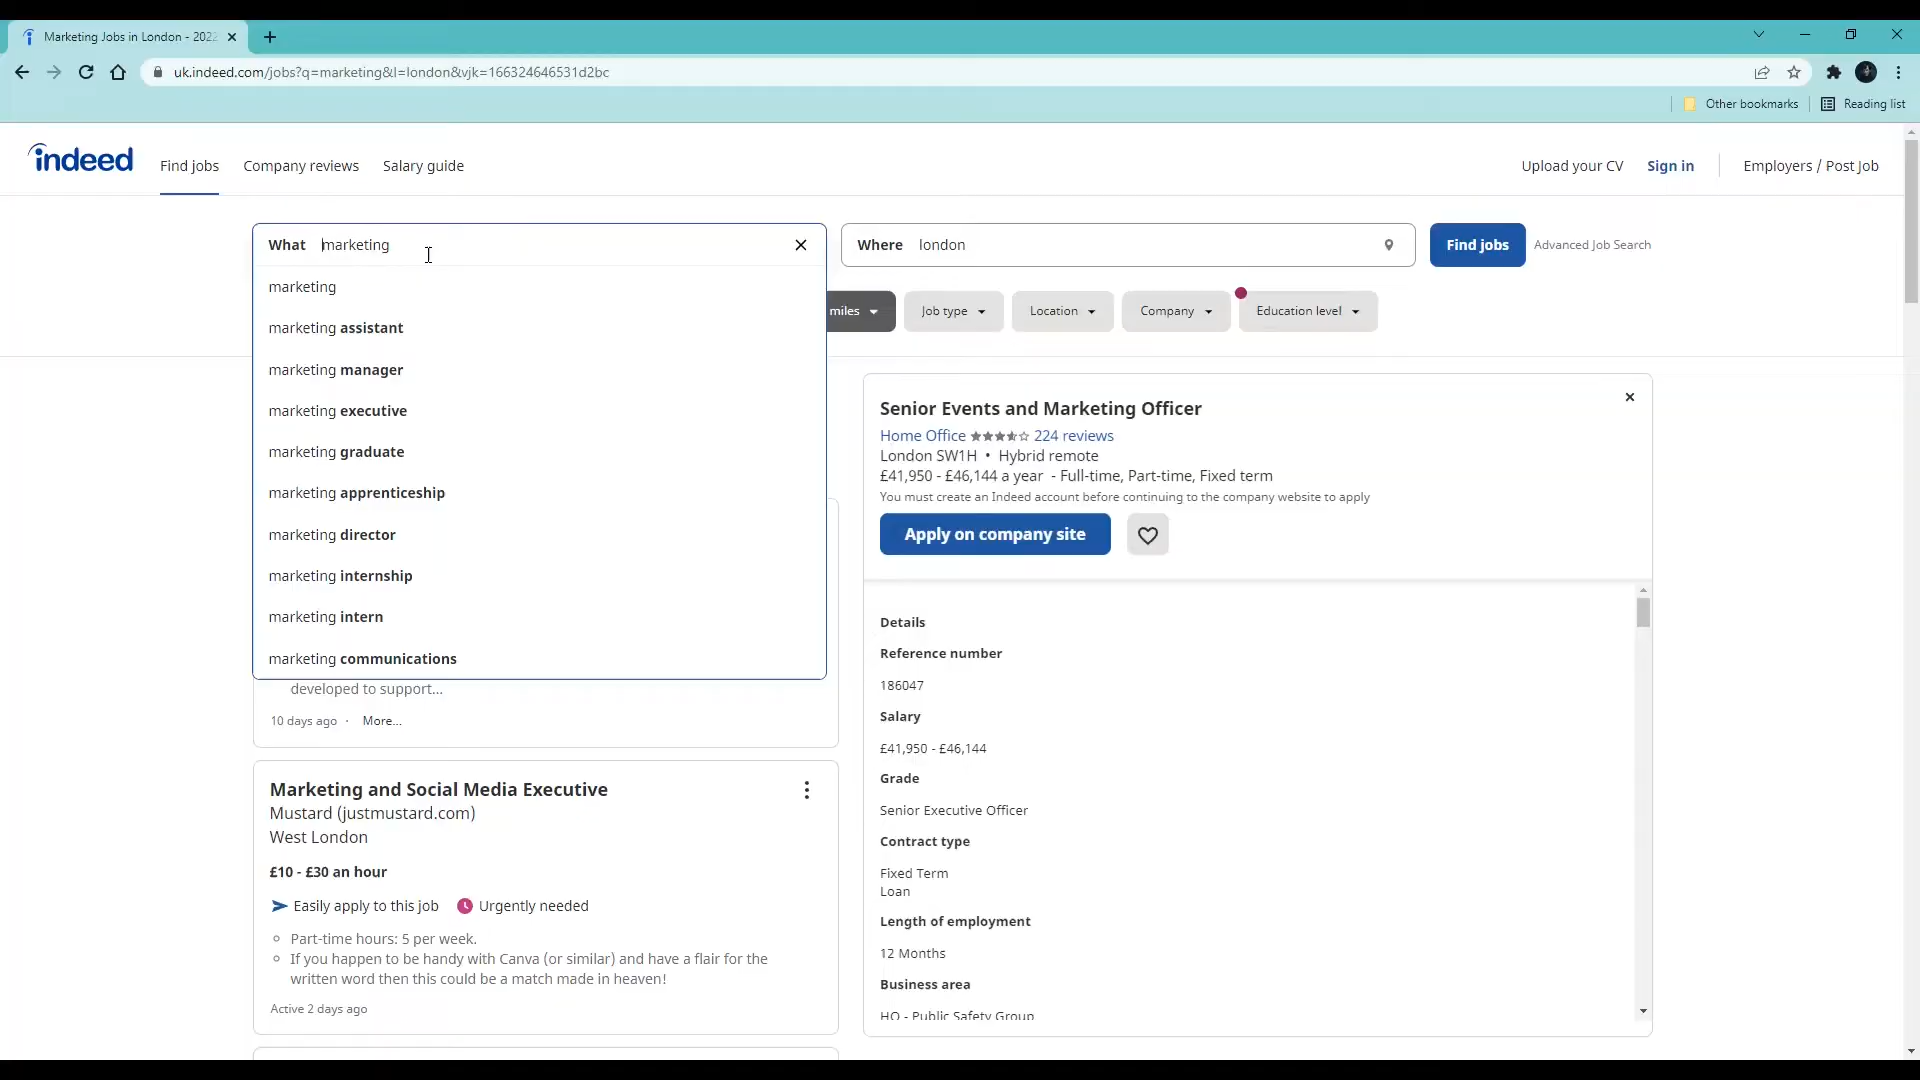 Marketing Jobs in London - 2022
uk.indeed.com/jobs?q=marketing&l=london&vjk=166324646531d2bc
Other bookmarks
Reading list
indeed
Find jobs
Company reviews
Salary guide
Upload your CV
Sign in
Employers / Post Job
What marketing
Where london
Find jobs
Advanced Job Search
miles
Job type
Location
Company
Education level
marketing
marketing assistant
marketing manager
marketing executive
marketing graduate
marketing apprenticeship
marketing director
marketing internship
marketing intern
marketing communications
developed to support...
10 days ago · More...
Marketing and Social Media Executive
Mustard (justmustard.com)
West London
£10 - £30 an hour
Easily apply to this job
Urgently needed
Part-time hours: 5 per week.
If you happen to be handy with Canva (or similar) and have a flair for the
written word then this could be a match made in heaven!
Active 2 days ago
Senior Events and Marketing Officer
Home Office 224 reviews
London SW1H • Hybrid remote
£41,950 - £46,144 a year - Full-time, Part-time, Fixed term
You must create an Indeed account before continuing to the company website to apply
Apply on company site
Details
Reference number
186047
Salary
£41,950 - £46,144
Grade
Senior Executive Officer
Contract type
Fixed Term
Loan
Length of employment
12 Months
Business area
HO - Public Safety Group